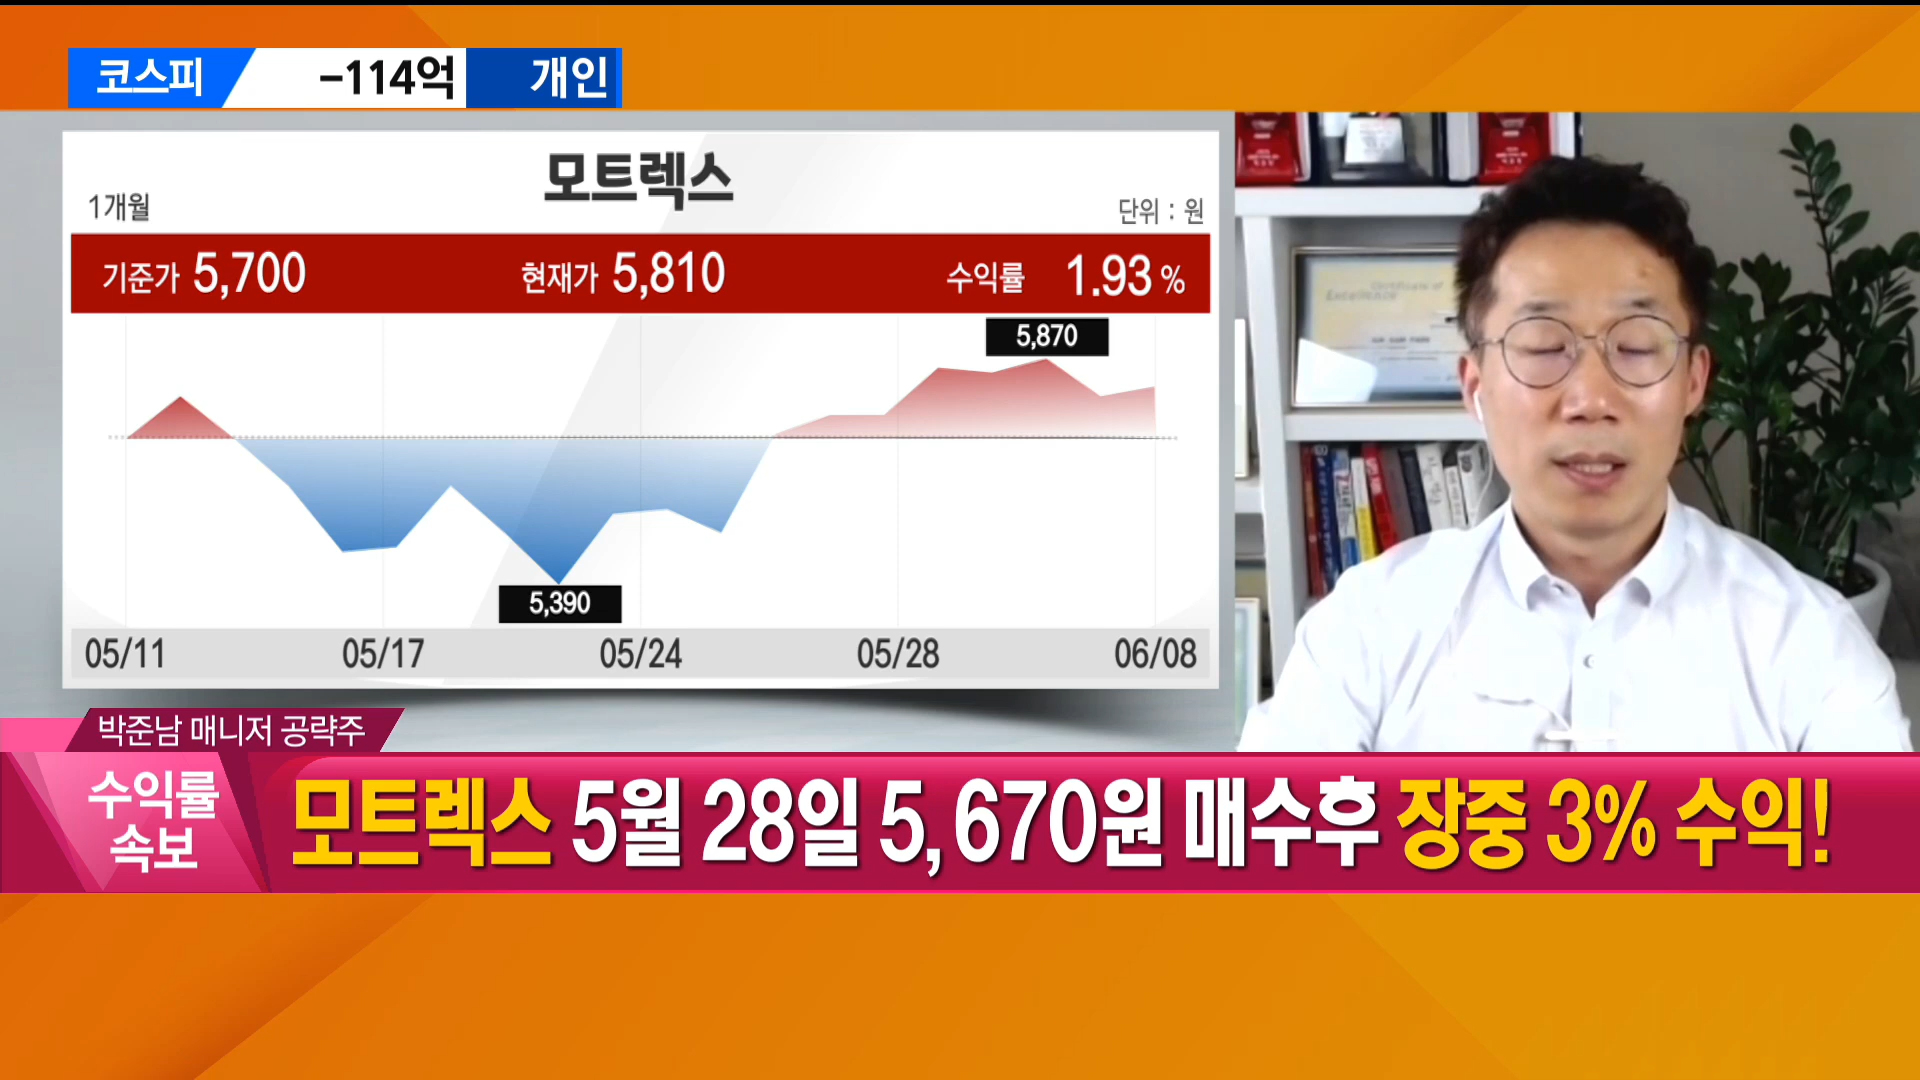 코스피 -114억 개인
모트렉스
1개월
단위 : 원
기준가 5,700 현재가 5,810 수익률 1.93 %
5,870
5,390
05/11 05/17 05/24 05/28 06/08
박준남 매니저 공략주
수익률
속보
모트렉스 5월 28일 5,670원 매수후 장중 3% 수익!